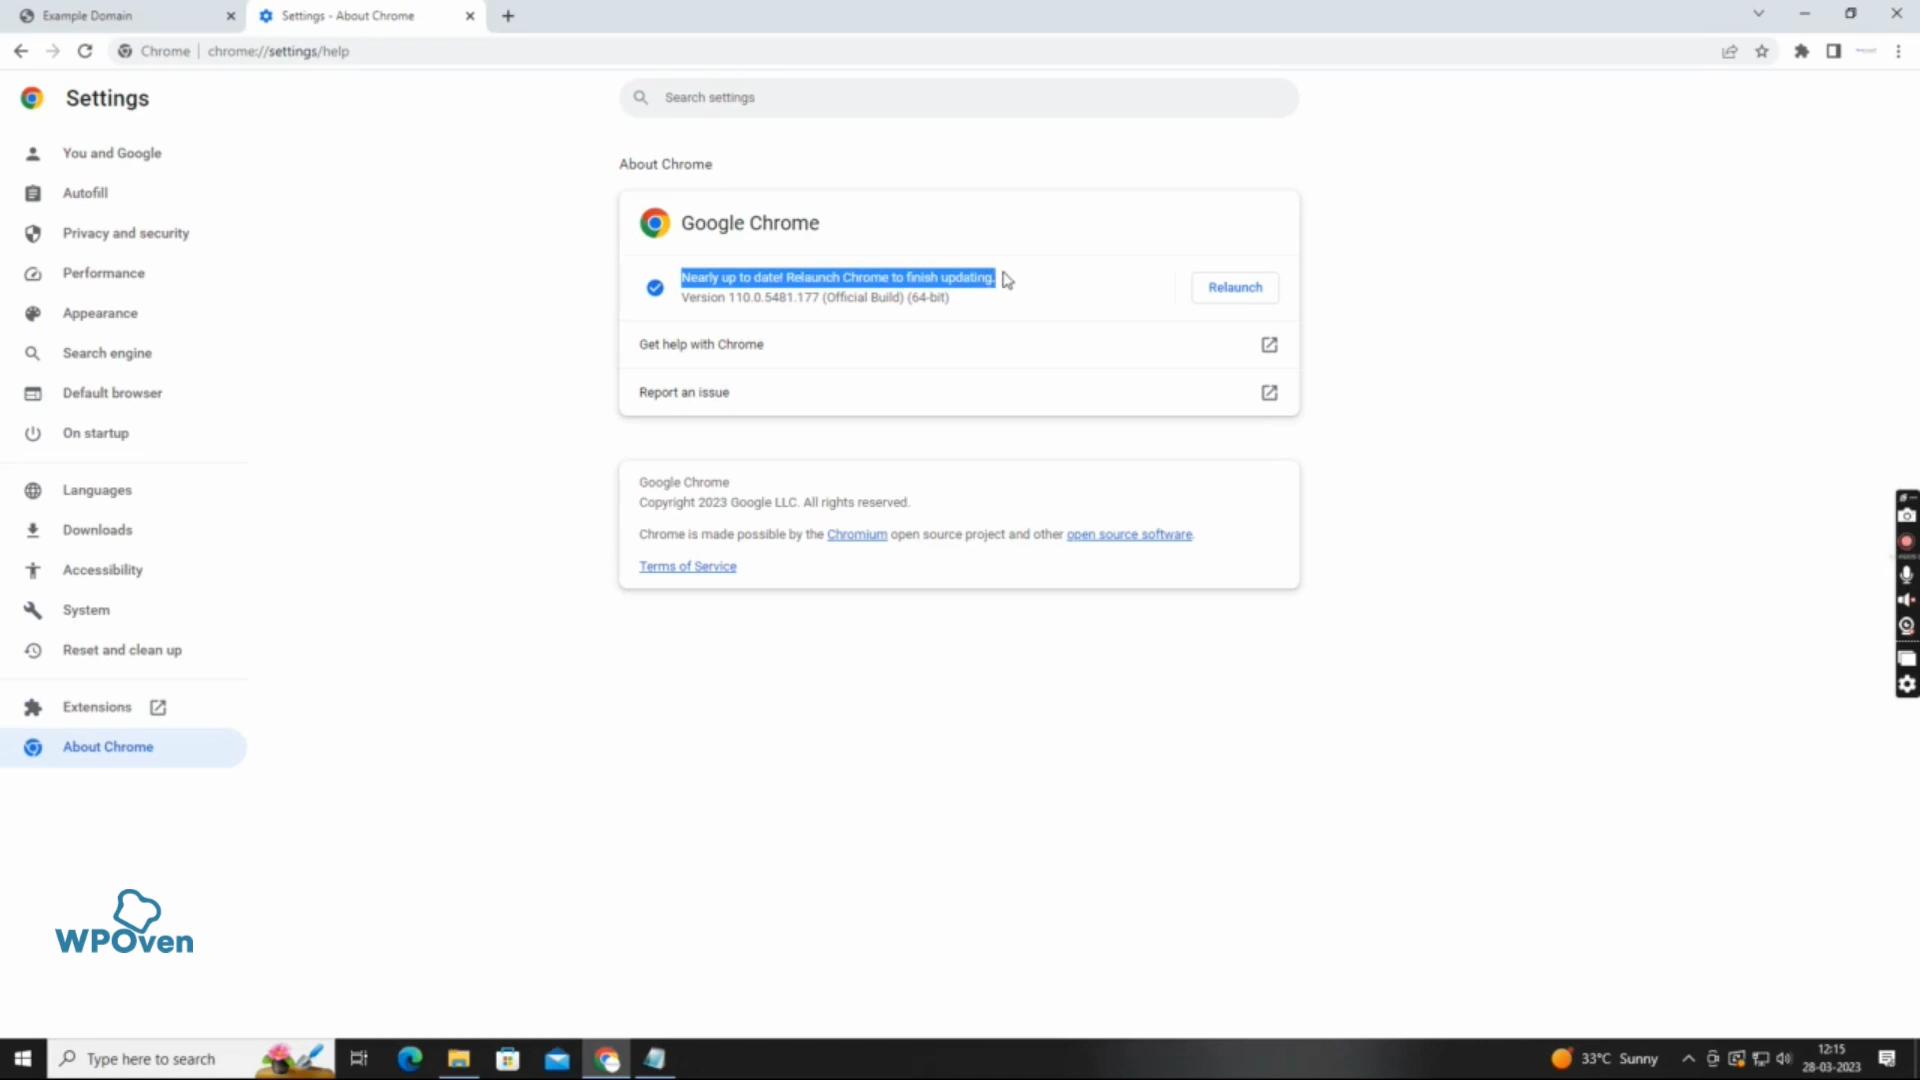 Example Domain
Settings - About Chrome
Chrome
chrome://settings/help
Settings
Search settings
You and Google
Autofill
Privacy and security
Performance
Appearance
Search engine
Default browser
On startup
Languages
Downloads
Accessibility
System
Reset and clean up
Extensions
About Chrome
About Chrome
Google Chrome
Nearly up to date! Relaunch Chrome to finish updating.
Version 110.0.5481.177 (Official Build) (64-bit)
Relaunch
Get help with Chrome
Report an issue
Google Chrome
Copyright 2023 Google LLC. All rights reserved.
Chrome is made possible by the Chromium open source project and other open source software.
Terms of Service
WPOven
Type here to search
33°C Sunny
12:15
28-03-2023